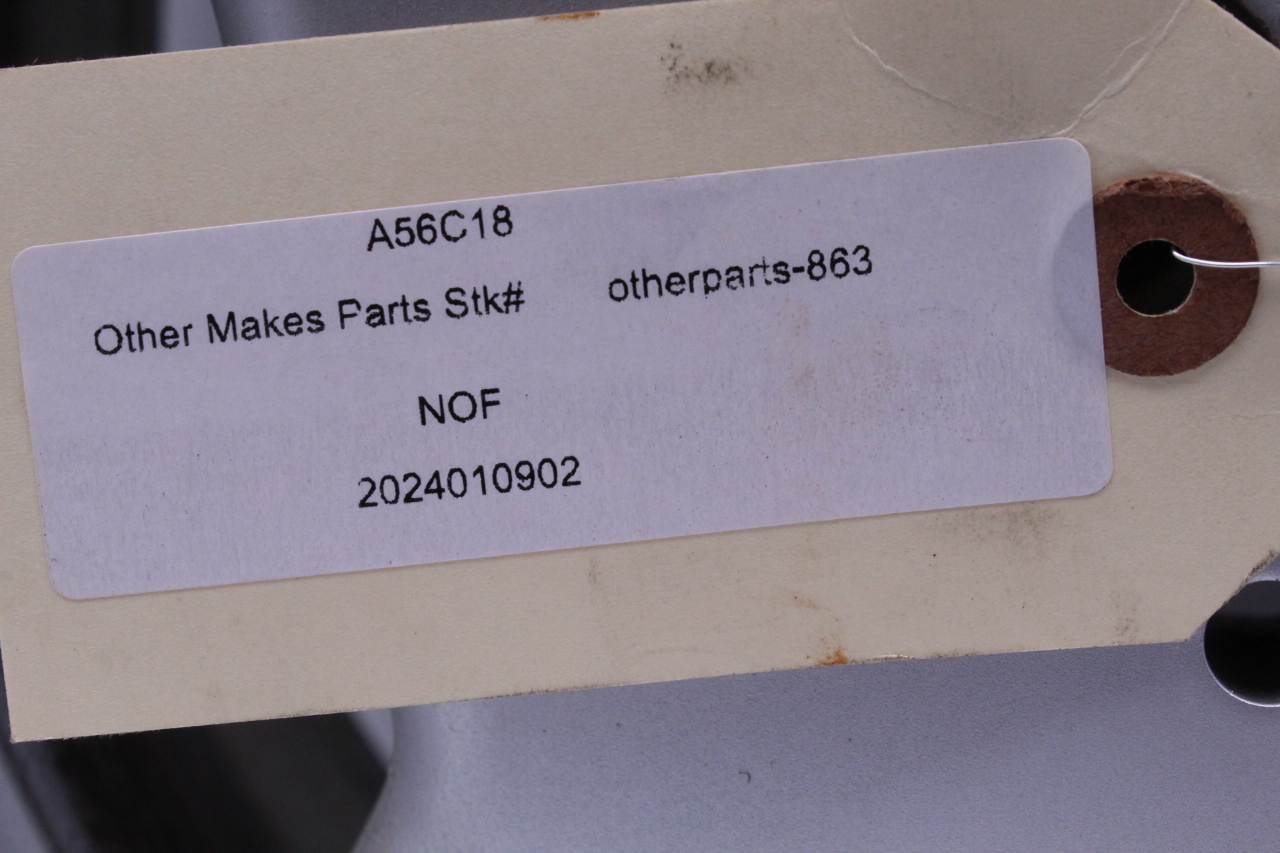 A56C18
Other Makes Parts Stk# otherparts-863
NOF
2024010902